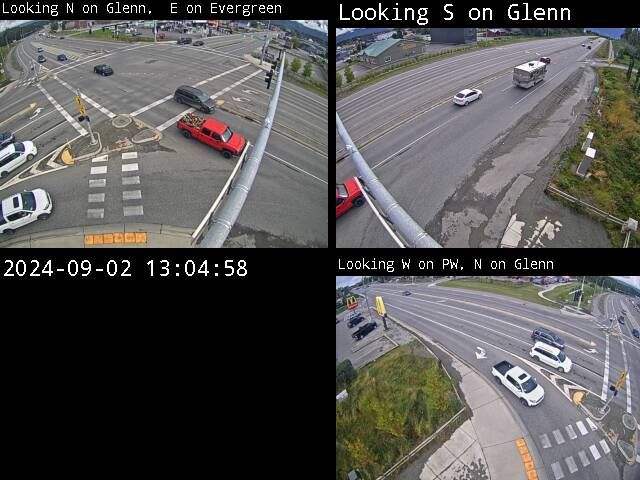 Looking N on Glenn, E on Evergreen
Looking S on Glenn
2024-09-02 13:04:58
Looking W on PW, N on Glenn